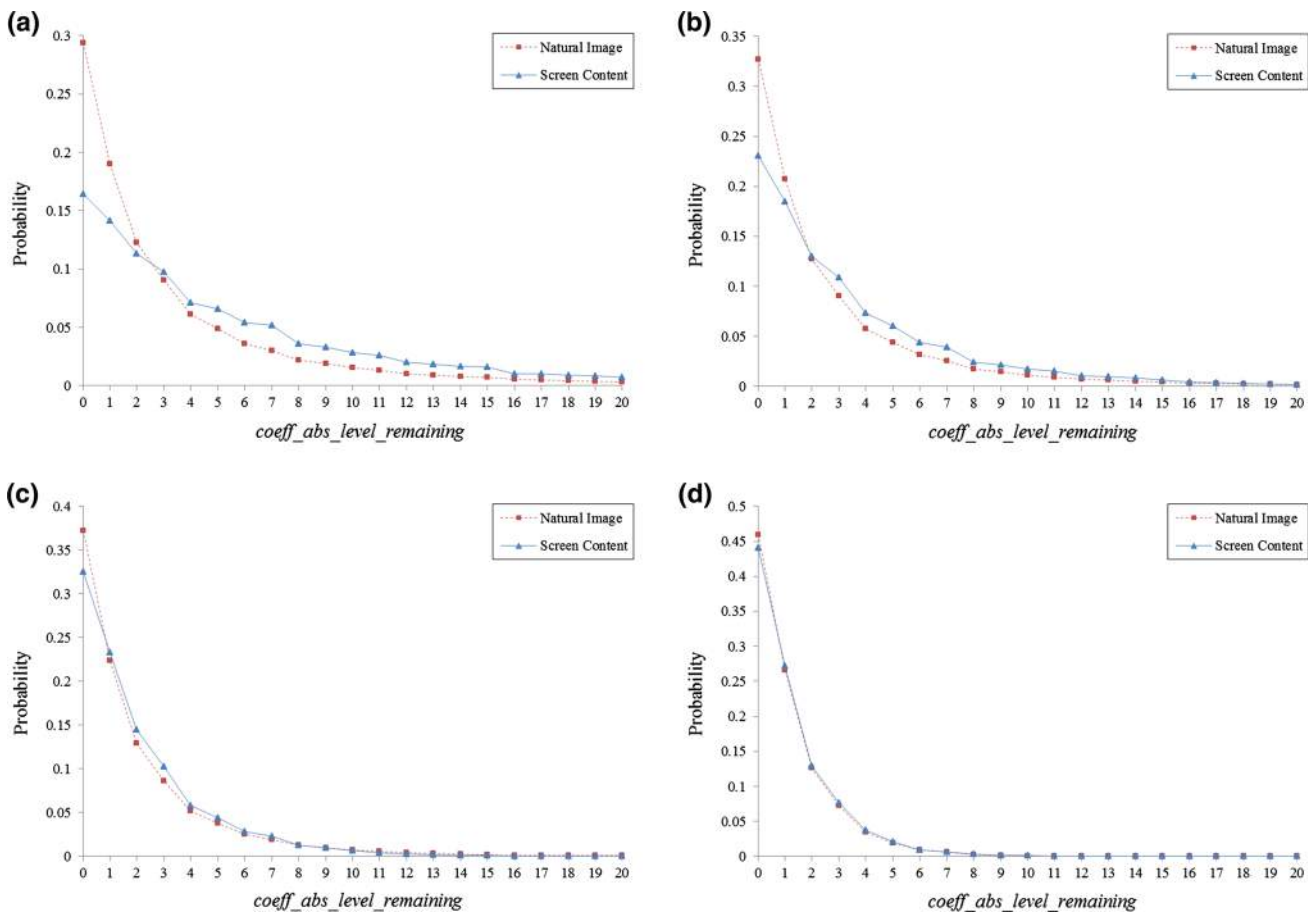 (a)
0.3
0.25
0.2
0.15
0.1
0.05
0
Probability
Natural Image
Screen Content
0 1 2 3 4 5 6 7 8 9 10 11 12 13 14 15 16 17 18 19 20
coeff_abs_level_remaining
(b)
0.35
0.3
0.25
0.2
0.15
0.1
0.05
0
Probability
Natural Image
Screen Content
0 1 2 3 4 5 6 7 8 9 10 11 12 13 14 15 16 17 18 19 20
coeff_abs_level_remaining
(c)
0.4
0.35
0.3
0.25
0.2
0.15
0.1
0.05
0
Probability
Natural Image
Screen Content
0 1 2 3 4 5 6 7 8 9 10 11 12 13 14 15 16 17 18 19 20
coeff_abs_level_remaining
(d)
0.5
0.45
0.4
0.35
0.3
0.25
0.2
0.15
0.1
0.05
0
Probability
Natural Image
Screen Content
0 1 2 3 4 5 6 7 8 9 10 11 12 13 14 15 16 17 18 19 20
coeff_abs_level_remaining